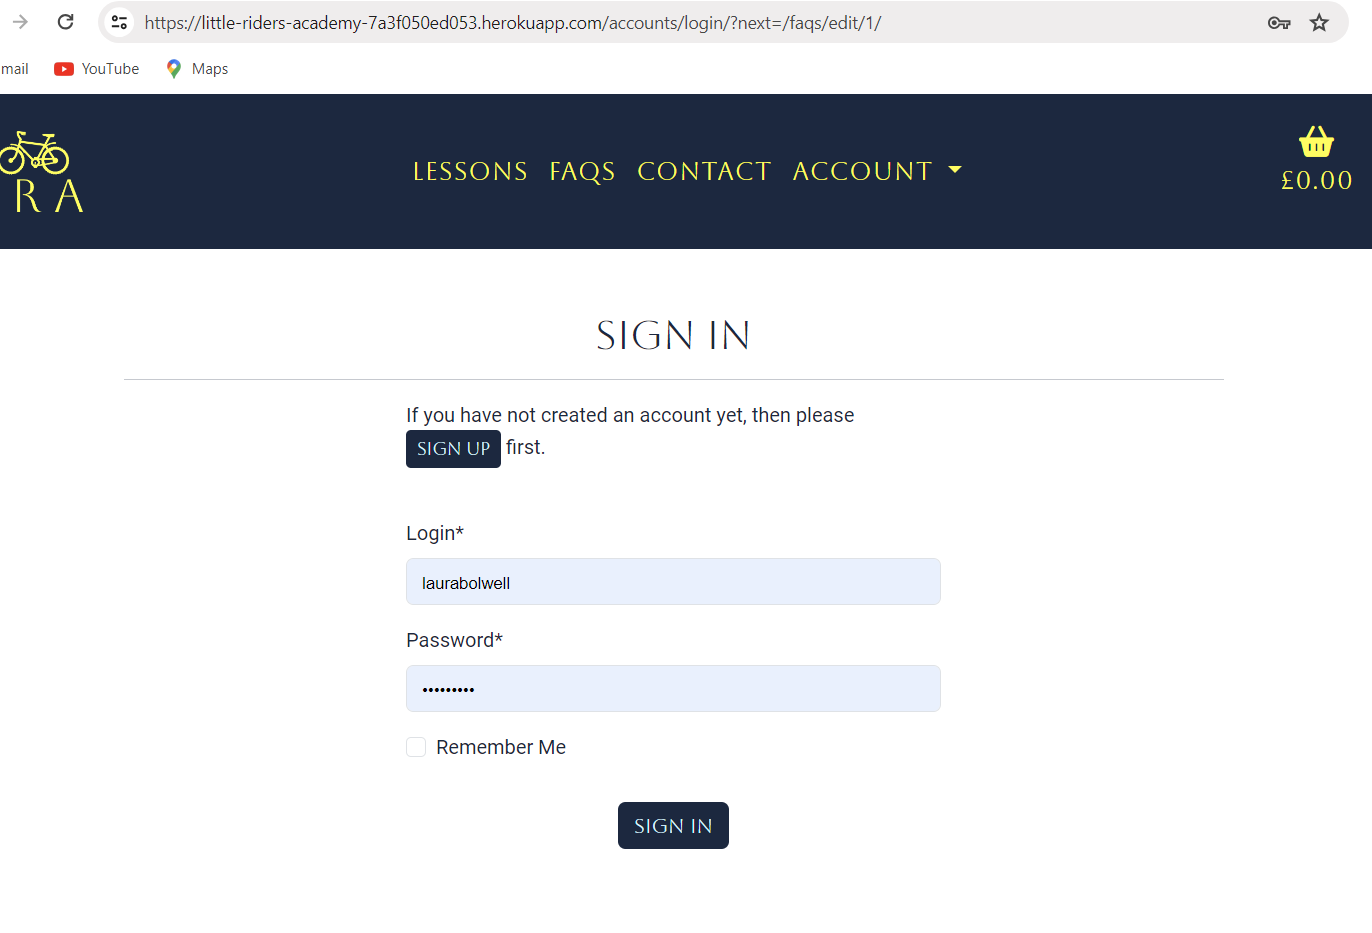 https://little-riders-academy-7a3f050ed053.herokuapp.com/accounts/login/?next=/faqs/edit/1/
mail YouTube Maps
R A
LESSONS FAQS CONTACT ACCOUNT
£0.00
SIGN IN
If you have not created an account yet, then please
SIGN UP first.
Login*
laurabolwell
Password*
•••••••••
Remember Me
SIGN IN